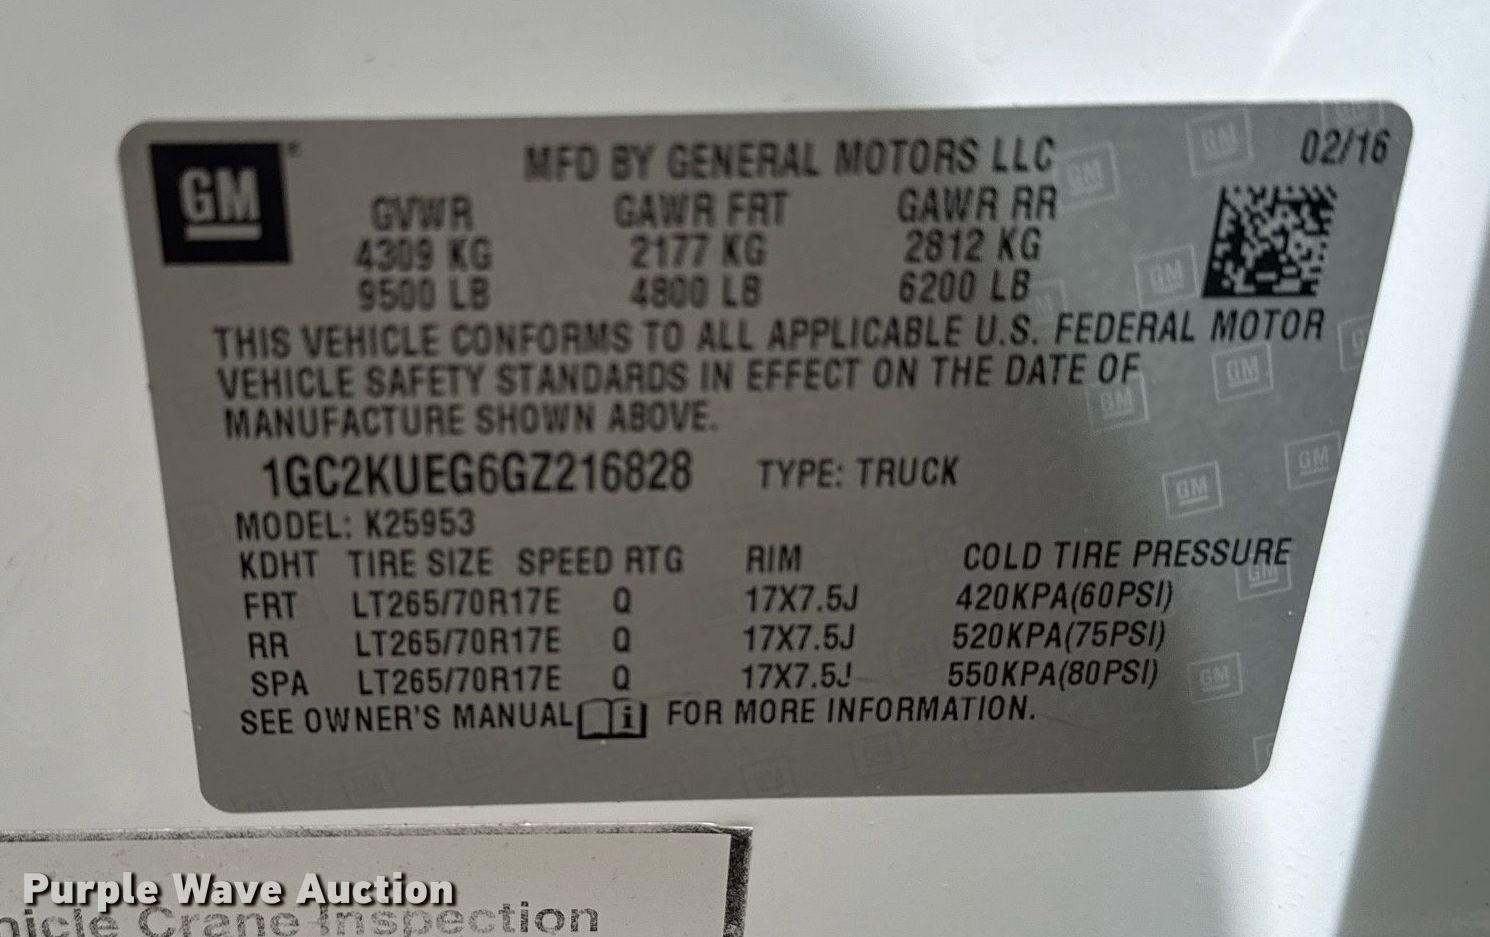 GM ® MFD BY GENERAL MOTORS LLC 02/16
GVWR GAWR FRT GAWR RR
4309 KG 2177 KG 2812 KG
9500 LB 4800 LB 6200 LB
THIS VEHICLE CONFORMS TO ALL APPLICABLE U.S. FEDERAL MOTOR
VEHICLE SAFETY STANDARDS IN EFFECT ON THE DATE OF
MANUFACTURE SHOWN ABOVE.
1GC2KUEG6GZ216828 TYPE: TRUCK
MODEL: K25953
KDHT TIRE SIZE SPEED RTG RIM COLD TIRE PRESSURE
FRT LT265/70R17E Q 17X7.5J 420KPA(60PSI)
RR LT265/70R17E Q 17X7.5J 520KPA(75PSI)
SPA LT265/70R17E Q 17X7.5J 550KPA(80PSI)
SEE OWNER'S MANUAL i FOR MORE INFORMATION.
Purple Wave Auction
hicle Crane Inspection